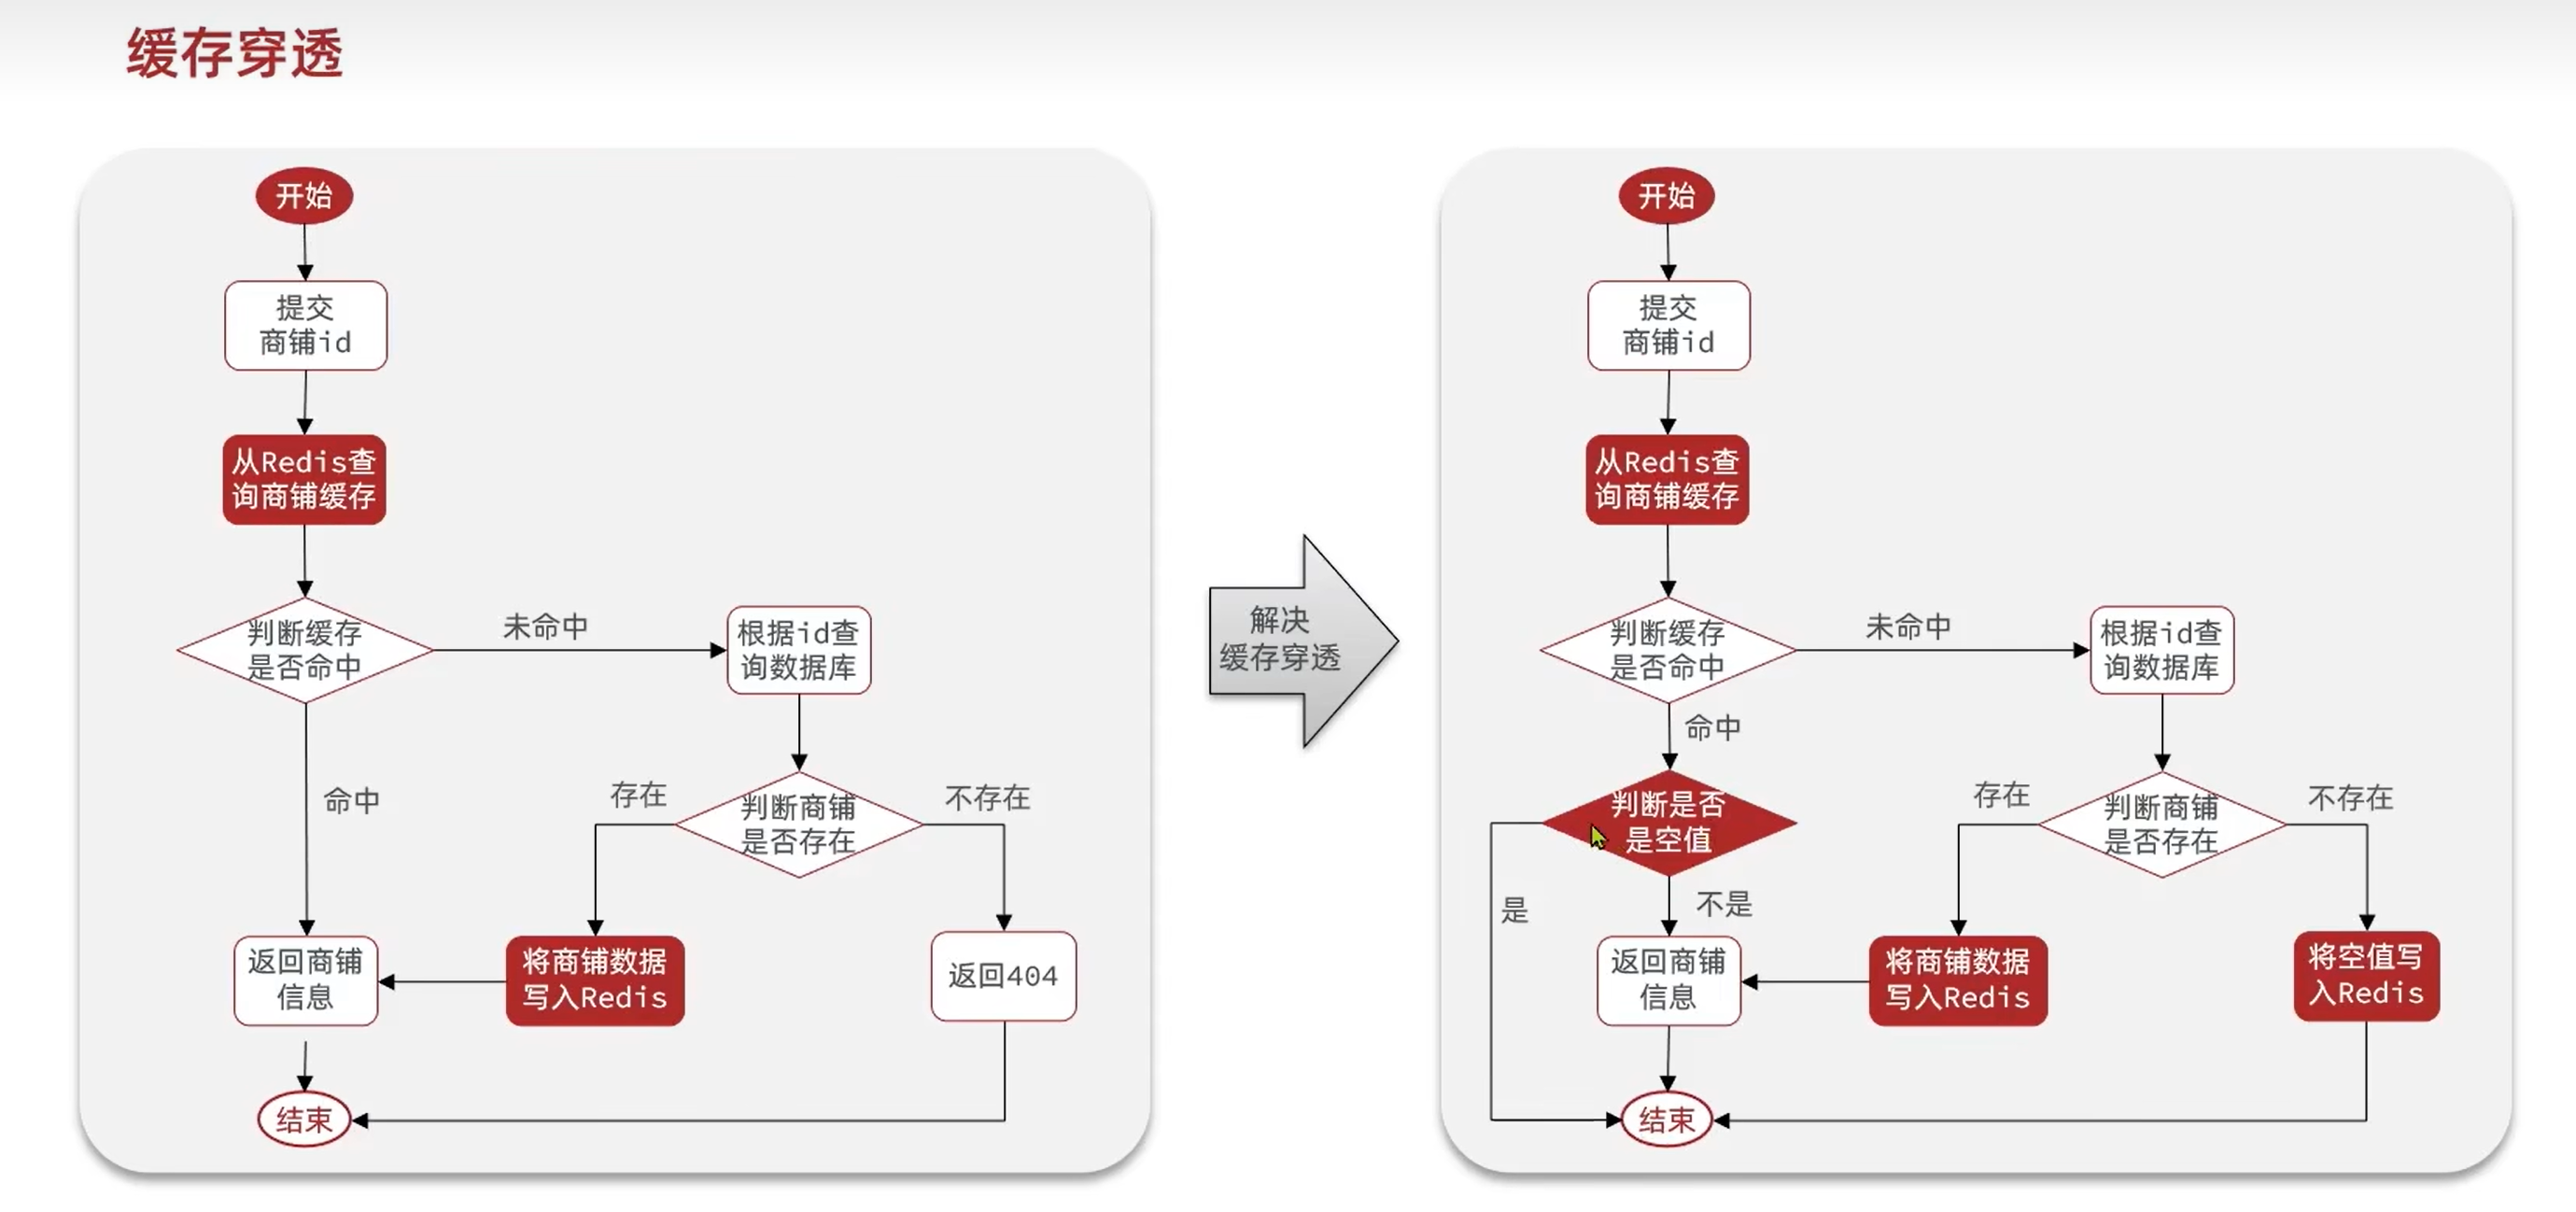 缓存穿透
开始
提交
商铺id
从Redis查
询商铺缓存
判断缓存
是否命中
未命中
根据id查
询数据库
命中
存在
判断商铺
是否存在
不存在
返回商铺
信息
将商铺数据
写入Redis
返回404
结束
解决
缓存穿透
开始
提交
商铺id
从Redis查
询商铺缓存
判断缓存
是否命中
未命中
根据id查
询数据库
命中
判断是否
是空值
存在
判断商铺
是否存在
不存在
是
不是
返回商铺
信息
将商铺数据
写入Redis
将空值写
入Redis
结束